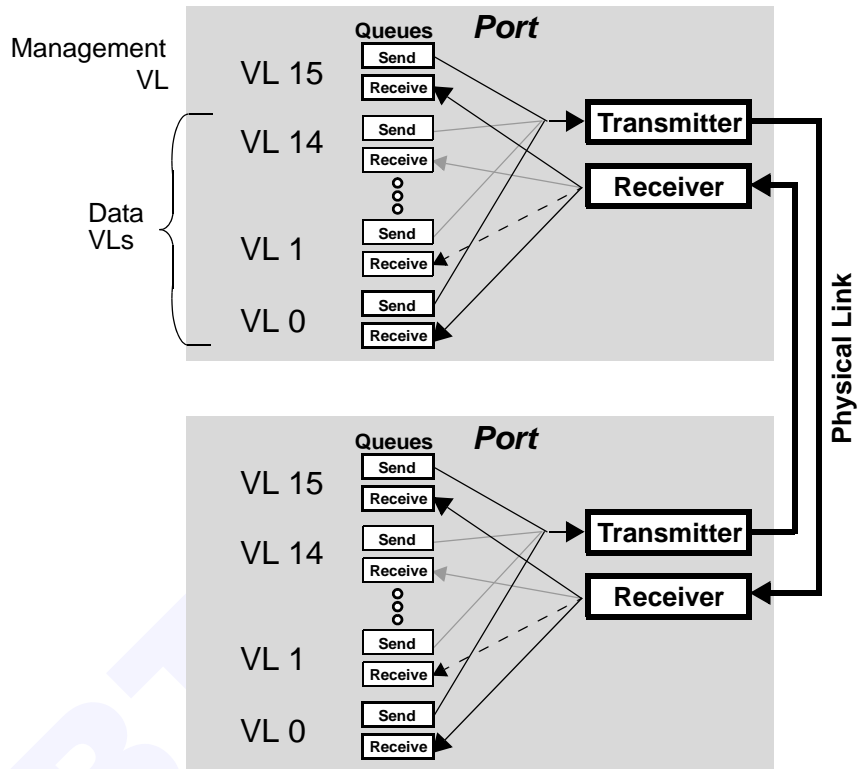 Queues
Port
Management
VL
VL 15
Send
Receive
VL 14
Send
Receive
Data
VLs
VL 1
Send
Receive
VL 0
Send
Receive
Transmitter
Receiver
Physical Link
Queues
Port
VL 15
Send
Receive
VL 14
Send
Receive
VL 1
Send
Receive
VL 0
Send
Receive
Transmitter
Receiver